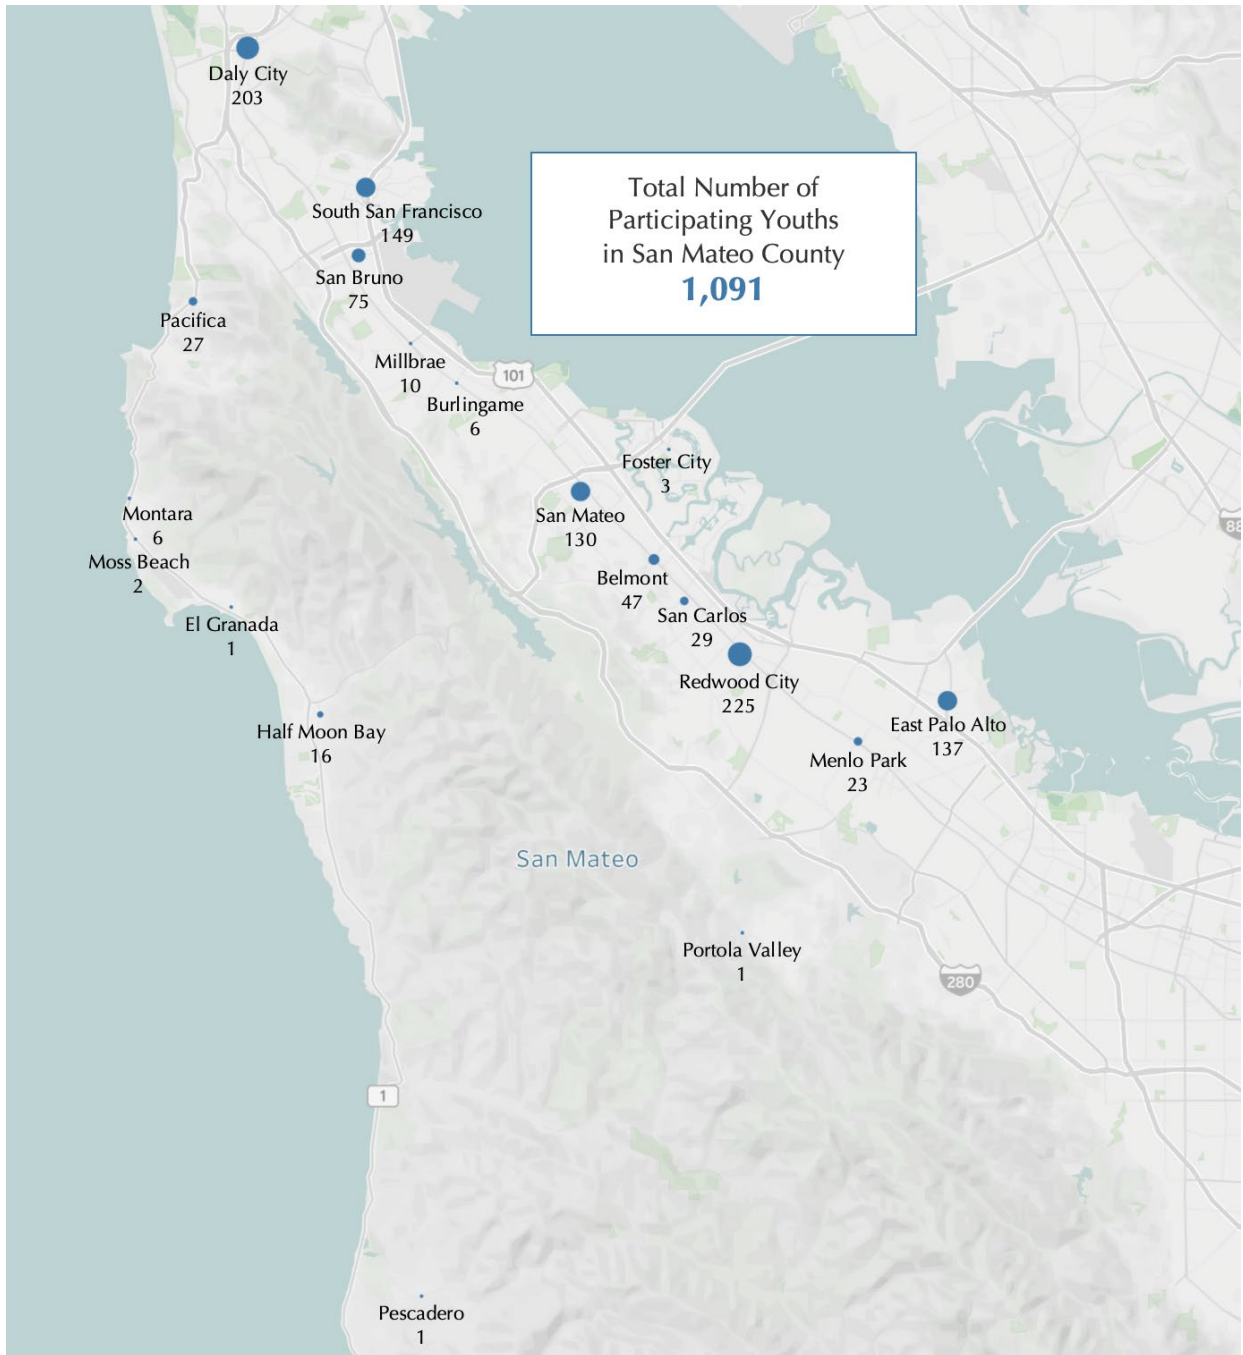 Daly City
203
South San Francisco
149
Total Number of
Participating Youths
in San Mateo County
1,091
San Bruno
75
Pacifica
27
Millbrae
10
101
Burlingame
6
Foster City
3
San Mateo
130
Montara
6
Moss Beach
2
Belmont
47
San Carlos
29
El Granada
1
Redwood City
225
Half Moon Bay
16
East Palo Alto
137
Menlo Park
23
San Mateo
Portola Valley
1
280
1
Pescadero
1